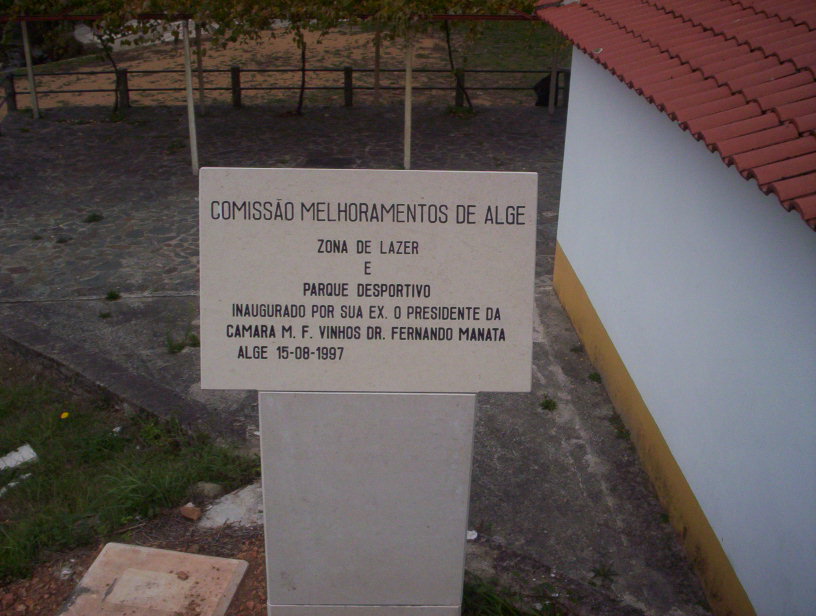 COMISSÃO MELHORAMENTOS DE ALGE
ZONA DE LAZER
E
PARQUE DESPORTIVO
INAUGURADO POR SUA EX. O PRESIDENTE DA
CAMARA M. F. VINHOS DR. FERNANDO MANATA
ALGE 15-08-1997